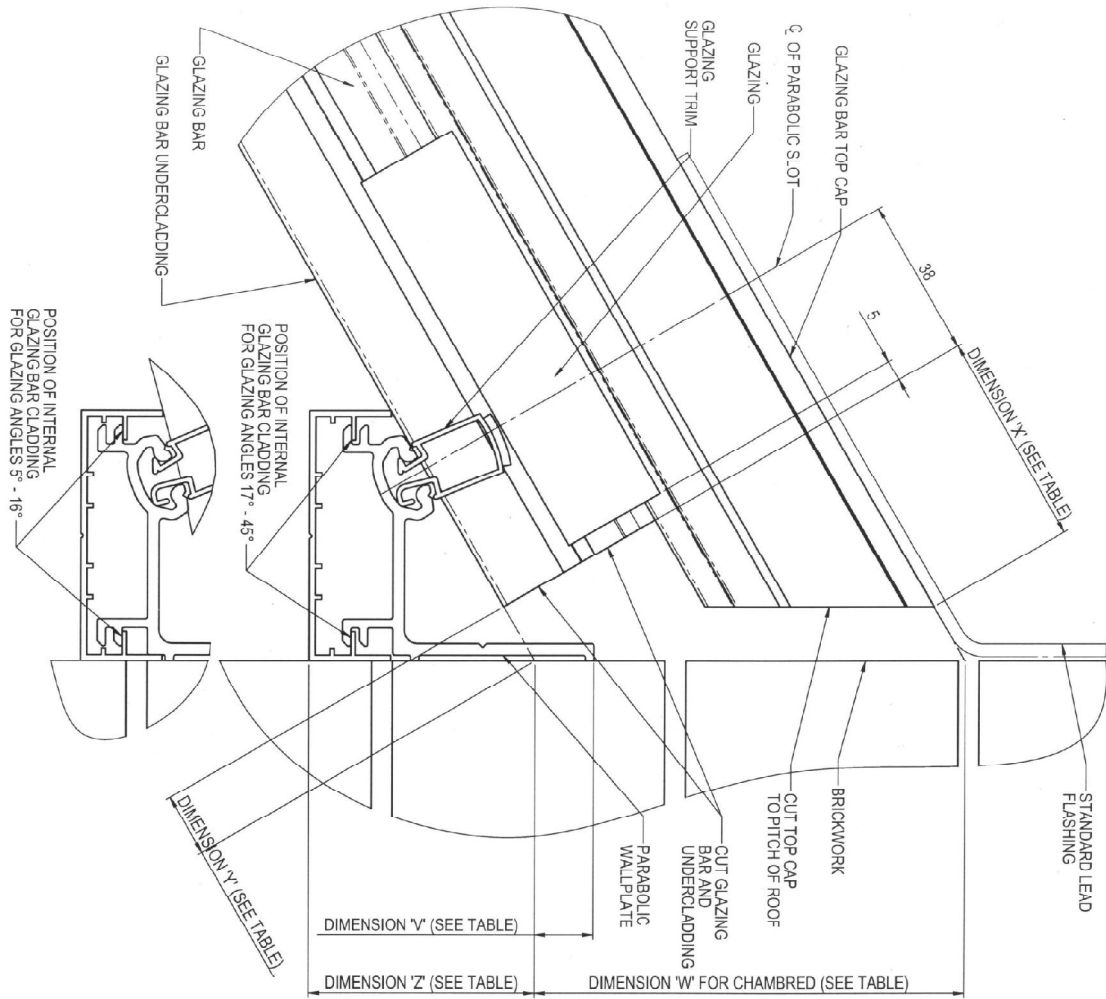 GLAZING BAR
GLAZING BAR UNDERCLADDING
GLAZING
SUPPORT TRIM
GLAZING
℄ OF PARABOLIC SLOT
GLAZING BAR TOP CAP
38
5
DIMENSION 'X' (SEE TABLE)
POSITION OF INTERNAL
GLAZING BAR CLADDING
FOR GLAZING ANGLES 5° - 16°
POSITION OF INTERNAL
GLAZING BAR CLADDING
FOR GLAZING ANGLES 17° - 45°
STANDARD LEAD
FLASHING
BRICKWORK
CUT TOP CAP
TO PITCH OF ROOF
CUT GLAZING
BAR AND
UNDERCLADDING
PARABOLIC
WALLPLATE
DIMENSION 'Y' (SEE TABLE)
DIMENSION 'V' (SEE TABLE)
DIMENSION 'Z' (SEE TABLE)
DIMENSION 'W' FOR CHAMBRED (SEE TABLE)